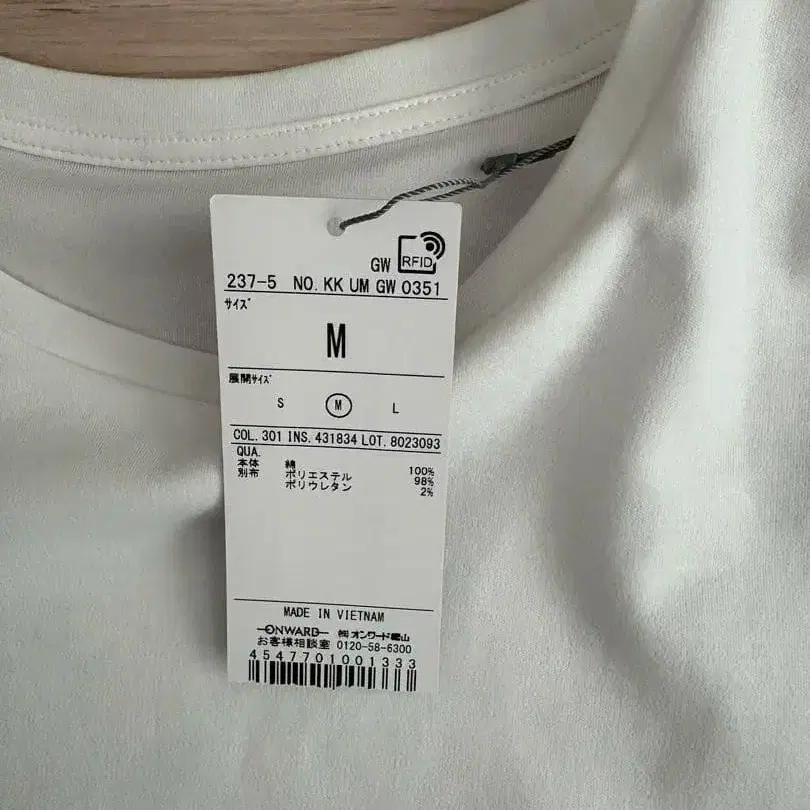 GW RFID
237-5 NO. KK UM GW 0351
サイズ
M
展開サイズ
S M L
COL. 301 INS. 431834 LOT. 8023093
QUA.
本体 綿 100%
別布 ポリエステル 98%
ポリウレタン 2%
MADE IN VIETNAM
ONWARD ㈱オンワード樫山
お客様相談室 0120-58-6300
4547701001333